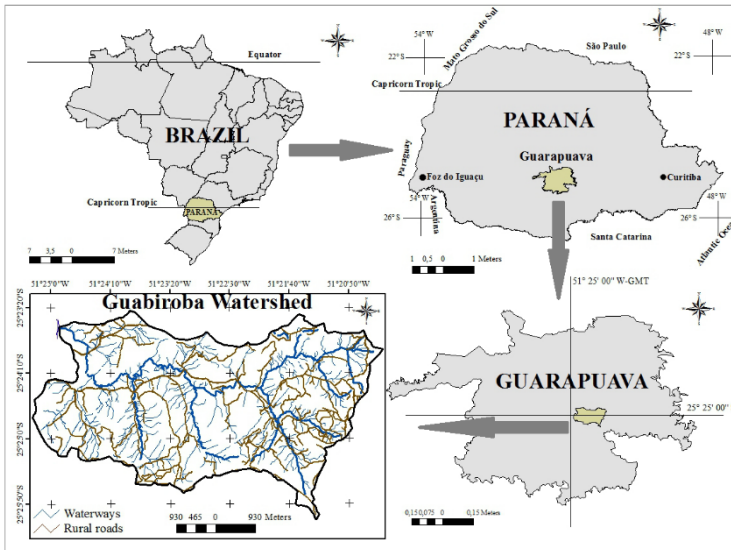 Equator
BRAZIL
Capricorn Tropic
PARANÁ
7 3,5 0 7 Meters
54° W
48° W
Mato Grosso do Sul
São Paulo
22° S
22° S
Capricorn Tropic
PARANÁ
Guarapuava
Paraguay
Foz do Iguaçu
Curitiba
54° W
48° W
Argentina
26° S
26° S
Santa Catarina
Atlantic Ocea
1 0,5 0 1 Meters
51° 25' 00" W-GMT
GUARAPUAVA
S 25° 25' 00"
0,15 0,075 0 0,15 Meters
51°25'0"W 51°24'10"W 51°23'20"W 51°22'30"W 51°21'40"W 51°20'50"W
Guabiroba Watershed
25°23'20"S
25°24'10"S
25°25'0"S
25°25'50"S
Waterways
Rural roads
930 465 0 930 Meters